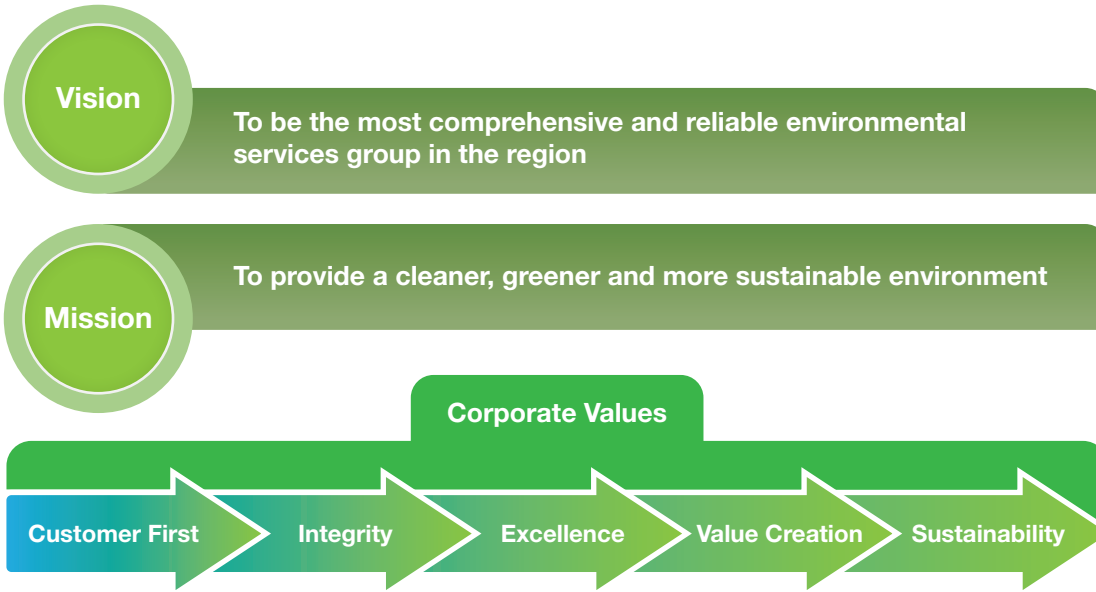 Vision
To be the most comprehensive and reliable environmental
services group in the region
Mission
To provide a cleaner, greener and more sustainable environment
Corporate Values
Customer First
Integrity
Excellence
Value Creation
Sustainability